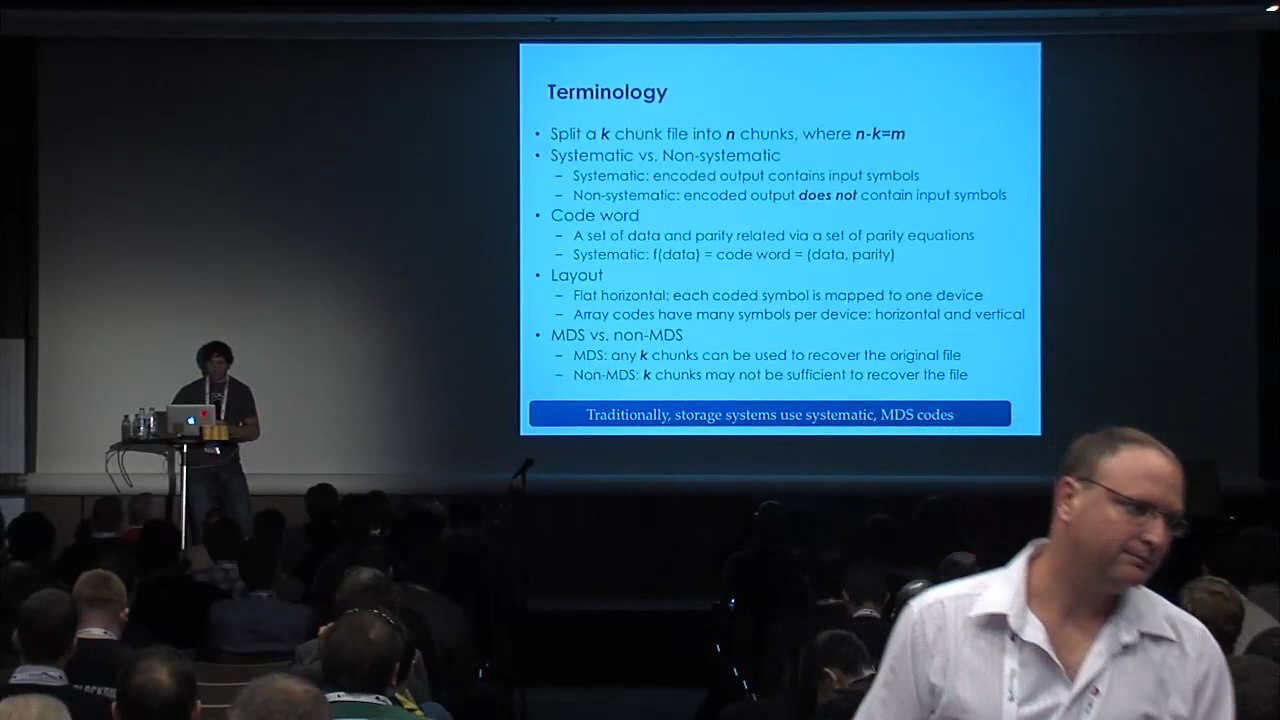 Terminology
• Split a k chunk file into n chunks, where n-k=m
• Systematic vs. Non-systematic
– Systematic: encoded output contains input symbols
– Non-systematic: encoded output does not contain input symbols
• Code word
– A set of data and parity related via a set of parity equations
– Systematic: f(data) = code word = (data, parity)
• Layout
– Flat horizontal: each coded symbol is mapped to one device
– Array codes have many symbols per device: horizontal and vertical
• MDS vs. non-MDS
– MDS: any k chunks can be used to recover the original file
– Non-MDS: k chunks may not be sufficient to recover the file
Traditionally, storage systems use systematic, MDS codes